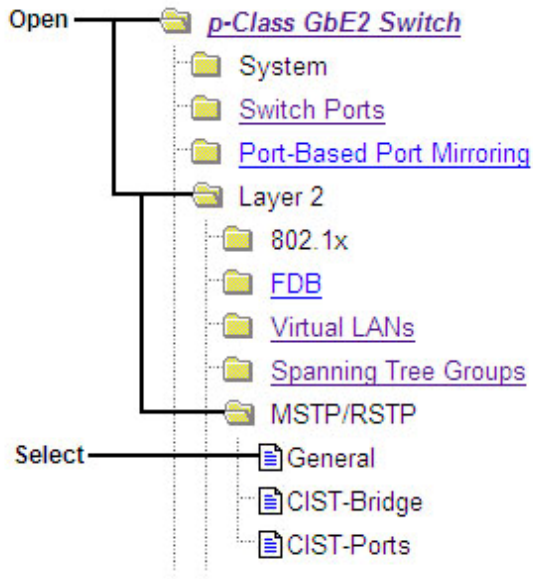 Open p-Class GbE2 Switch
System
Switch Ports
Port-Based Port Mirroring
Layer 2
802.1x
FDB
Virtual LANs
Spanning Tree Groups
MSTP/RSTP
Select General
CIST-Bridge
CIST-Ports